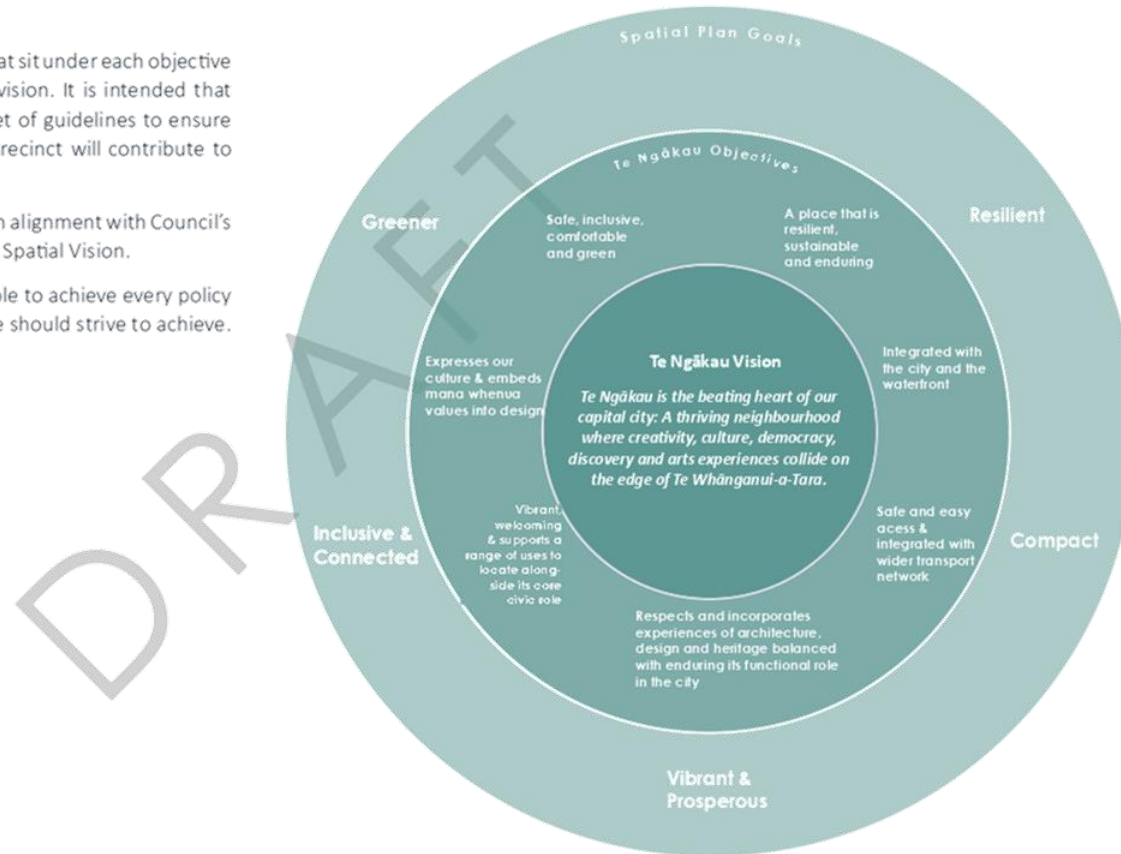 at sit under each objective
vision. It is intended that
et of guidelines to ensure
recinct will contribute to
n alignment with Council's
Spatial Vision.
le to achieve every policy
e should strive to achieve.
DRAFT
Spatial Plan Goals
Te Ngākau Objectives
Greener
Resilient
Compact
Vibrant &
Prosperous
Inclusive &
Connected
Safe, inclusive,
comfortable
and green
A place that is
resilient,
sustainable
and enduring
Integrated with
the city and the
waterfront
Safe and easy
acess &
integrated with
wider transport
network
Respects and incorporates
experiences of architecture,
design and heritage balanced
with enduring its functional role
in the city
Vibrant,
welcoming
& supports a
range of uses to
locate along-
side its core
civic role
Expresses our
culture & embeds
mana whenua
values into design
Te Ngākau Vision
Te Ngākau is the beating heart of our
capital city: A thriving neighbourhood
where creativity, culture, democracy,
discovery and arts experiences collide on
the edge of Te Whānganui-a-Tara.